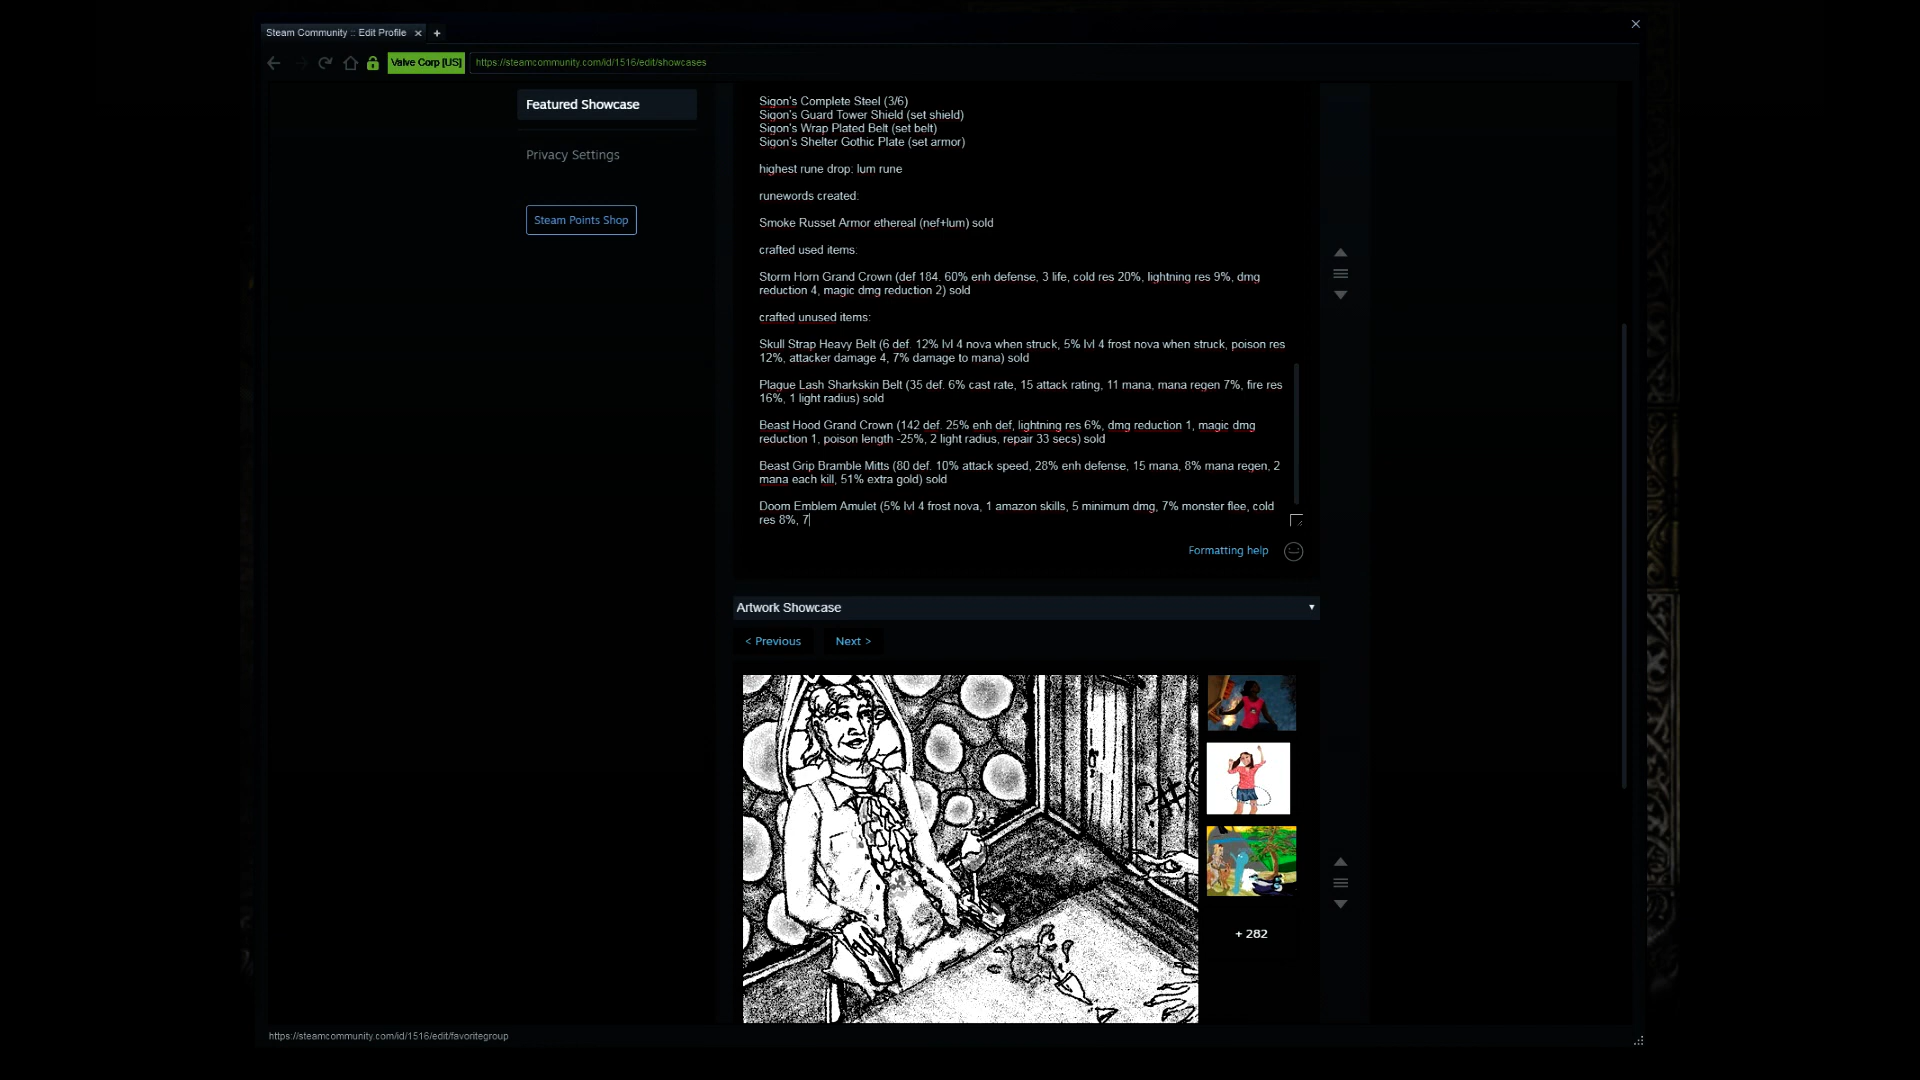 Steam Community :: Edit Profile
Valve Corp [US]
https://steamcommunity.com/id/1516/edit/showcases
Featured Showcase
Privacy Settings
Steam Points Shop
Sigon's Complete Steel (3/6)
Sigon's Guard Tower Shield (set shield)
Sigon's Wrap Plated Belt (set belt)
Sigon's Shelter Gothic Plate (set armor)
highest rune drop: lum rune
runewords created:
Smoke Russet Armor ethereal (nef+lum) sold
crafted used items:
Storm Horn Grand Crown (def 184. 60% enh defense, 3 life, cold res 20%, lightning res 9%, dmg
reduction 4, magic dmg reduction 2) sold
crafted unused items:
Skull Strap Heavy Belt (6 def. 12% lvl 4 nova when struck, 5% lvl 4 frost nova when struck, poison res
12%, attacker damage 4, 7% damage to mana) sold
Plague Lash Sharkskin Belt (35 def. 6% cast rate, 15 attack rating, 11 mana, mana regen 7%, fire res
16%, 1 light radius) sold
Beast Hood Grand Crown (142 def. 25% enh def, lightning res 6%, dmg reduction 1, magic dmg
reduction 1, poison length -25%, 2 light radius, repair 33 secs) sold
Beast Grip Bramble Mitts (80 def. 10% attack speed, 28% enh defense, 15 mana, 8% mana regen, 2
mana each kill, 51% extra gold) sold
Doom Emblem Amulet (5% lvl 4 frost nova, 1 amazon skills, 5 minimum dmg, 7% monster flee, cold
res 8%, 7
Formatting help
Artwork Showcase
< Previous
Next >
+ 282
https://steamcommunity.com/id/1516/edit/favoritegroup